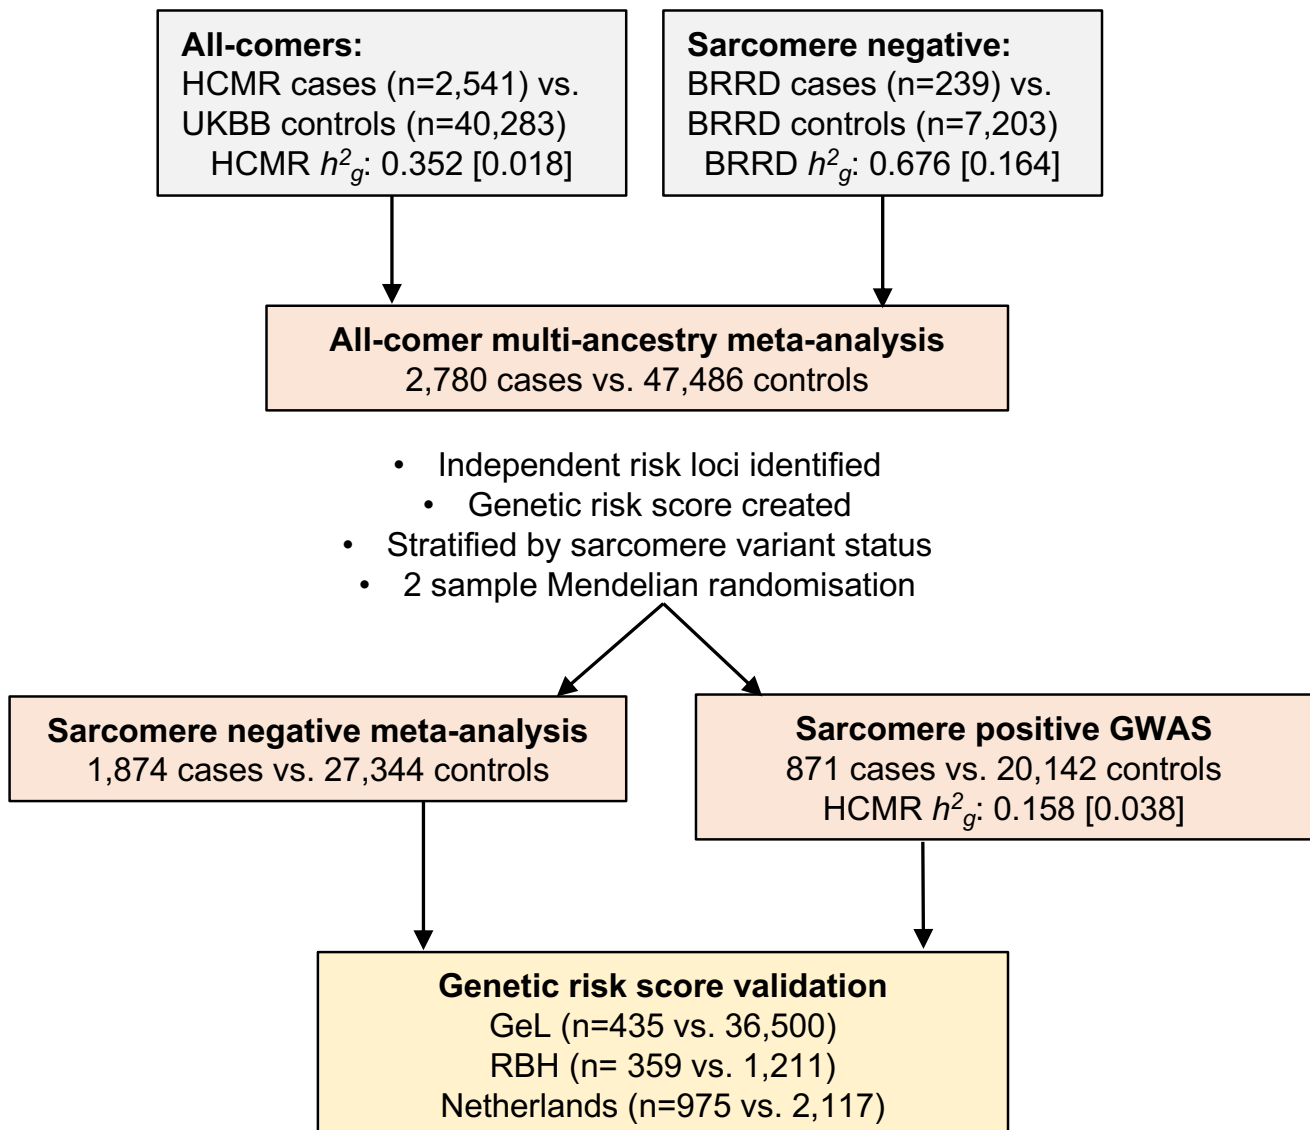 All-comers:
HCMR cases (n=2,541) vs.
UKBB controls (n=40,283)
HCMR h²g: 0.352 [0.018]
Sarcomere negative:
BRRD cases (n=239) vs.
BRRD controls (n=7,203)
BRRD h²g: 0.676 [0.164]
All-comer multi-ancestry meta-analysis
2,780 cases vs. 47,486 controls
• Independent risk loci identified
• Genetic risk score created
• Stratified by sarcomere variant status
• 2 sample Mendelian randomisation
Sarcomere negative meta-analysis
1,874 cases vs. 27,344 controls
Sarcomere positive GWAS
871 cases vs. 20,142 controls
HCMR h²g: 0.158 [0.038]
Genetic risk score validation
GeL (n=435 vs. 36,500)
RBH (n= 359 vs. 1,211)
Netherlands (n=975 vs. 2,117)